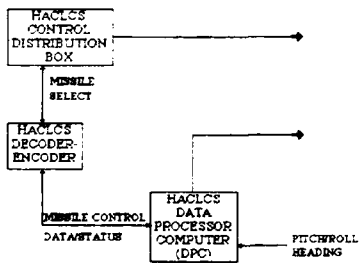 HACLCS
CONTROL
DISTRIBUTION
BOX
MISSILE
SELECT
HACLCS
DECODER-
ENCODER
MISSILE CONTROL
DATA/STATUS
HACLCS
DATA
PROCESSOR
COMPUTER
(DPC)
PITCH/ROLL
HEADING